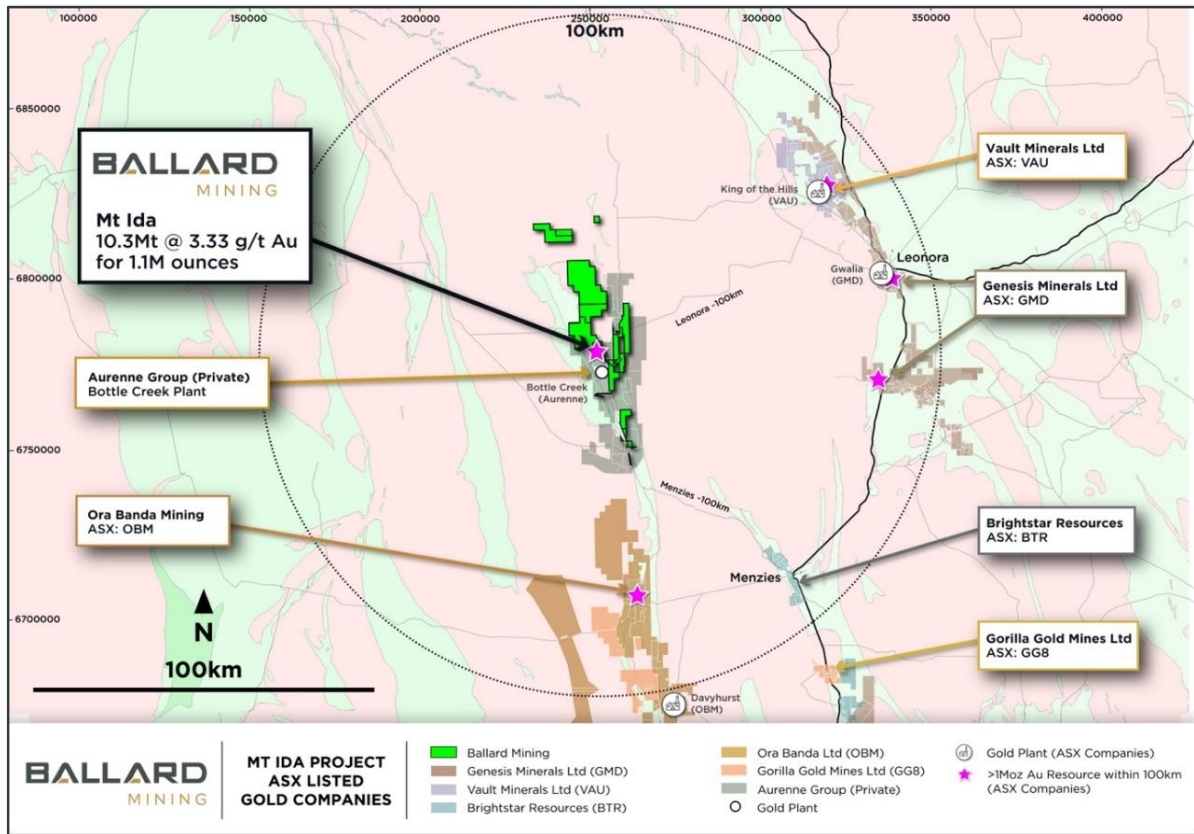 100000
150000
200000
250000
300000
350000
400000
100km
6850000
6800000
6750000
6700000
BALLARD
MINING
Mt Ida
10.3Mt @ 3.33 g/t Au
for 1.1M ounces
Vault Minerals Ltd
ASX: VAU
King of the Hills
(VAU)
Leonora
Gwalia
(GMD)
Genesis Minerals Ltd
ASX: GMD
Leonora ~100km
Aurenne Group (Private)
Bottle Creek Plant
Bottle Creek
(Aurenne)
Menzies ~100km
Ora Banda Mining
ASX: OBM
Brightstar Resources
ASX: BTR
Menzies
Gorilla Gold Mines Ltd
ASX: GG8
Davyhurst
(OBM)
N
100km
BALLARD
MINING
MT IDA PROJECT
ASX LISTED
GOLD COMPANIES
Ballard Mining
Genesis Minerals Ltd (GMD)
Vault Minerals Ltd (VAU)
Brightstar Resources (BTR)
Ora Banda Ltd (OBM)
Gorilla Gold Mines Ltd (GG8)
Aurenne Group (Private)
Gold Plant
Gold Plant (ASX Companies)
>1Moz Au Resource within 100km
(ASX Companies)